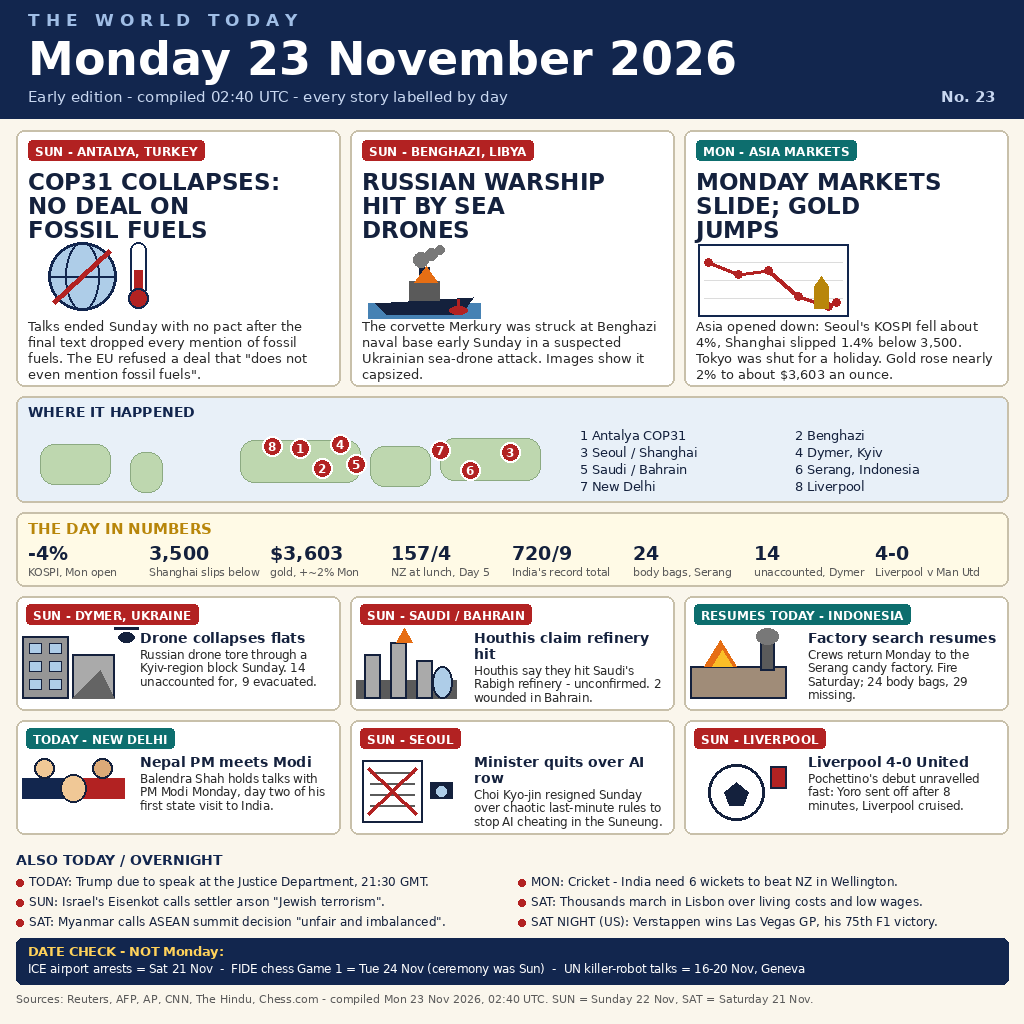 THE WORLD TODAY
Monday 23 November 2026
Early edition - compiled 02:40 UTC - every story labelled by day
No. 23
SUN - ANTALYA, TURKEY
COP31 COLLAPSES:
NO DEAL ON
FOSSIL FUELS
Talks ended Sunday with no pact after the
final text dropped every mention of fossil
fuels. The EU refused a deal that "does not
even mention fossil fuels".
SUN - BENGHAZI, LIBYA
RUSSIAN WARSHIP
HIT BY SEA
DRONES
The corvette Merkury was struck at Benghazi
naval base early Sunday in a suspected
Ukrainian sea-drone attack. Images show it
capsized.
MON - ASIA MARKETS
MONDAY MARKETS
SLIDE; GOLD
JUMPS
Asia opened down: Seoul's KOSPI fell about
4%, Shanghai slipped 1.4% below 3,500.
Tokyo was shut for a holiday. Gold rose nearly
2% to about $3,603 an ounce.
WHERE IT HAPPENED
8
1
4
2
5
7
6
3
1 Antalya COP31
2 Benghazi
3 Seoul / Shanghai
4 Dymer, Kyiv
5 Saudi / Bahrain
6 Serang, Indonesia
7 New Delhi
8 Liverpool
THE DAY IN NUMBERS
-4%
KOSPI, Mon open
3,500
Shanghai slips below
$3,603
gold, +~2% Mon
157/4
NZ at lunch, Day 5
720/9
India's record total
24
body bags, Serang
14
unaccounted, Dymer
4-0
Liverpool v Man Utd
SUN - DYMER, UKRAINE
Drone collapses flats
Russian drone tore through a
Kyiv-region block Sunday. 14
unaccounted for, 9 evacuated.
SUN - SAUDI / BAHRAIN
Houthis claim refinery
hit
Houthis say they hit Saudi's
Rabigh refinery - unconfirmed. 2
wounded in Bahrain.
RESUMES TODAY - INDONESIA
Factory search resumes
Crews return Monday to the
Serang candy factory. Fire
Saturday; 24 body bags, 29
missing.
TODAY - NEW DELHI
Nepal PM meets Modi
Balendra Shah holds talks with
PM Modi Monday, day two of his
first state visit to India.
SUN - SEOUL
Minister quits over AI
row
Choi Kyo-jin resigned Sunday
over chaotic last-minute rules to
stop AI cheating in the Suneung.
SUN - LIVERPOOL
Liverpool 4-0 United
Pochettino's debut unravelled
fast: Yoro sent off after 8
minutes, Liverpool cruised.
ALSO TODAY / OVERNIGHT
TODAY: Trump due to speak at the Justice Department, 21:30 GMT.
MON: Cricket - India need 6 wickets to beat NZ in Wellington.
SUN: Israel's Eisenkot calls settler arson "Jewish terrorism".
SAT: Thousands march in Lisbon over living costs and low wages.
SAT: Myanmar calls ASEAN summit decision "unfair and imbalanced".
SAT NIGHT (US): Verstappen wins Las Vegas GP, his 75th F1 victory.
DATE CHECK - NOT Monday:
ICE airport arrests = Sat 21 Nov - FIDE chess Game 1 = Tue 24 Nov (ceremony was Sun) - UN killer-robot talks = 16-20 Nov, Geneva
Sources: Reuters, AFP, AP, CNN, The Hindu, Chess.com - compiled Mon 23 Nov 2026, 02:40 UTC. SUN = Sunday 22 Nov, SAT = Saturday 21 Nov.